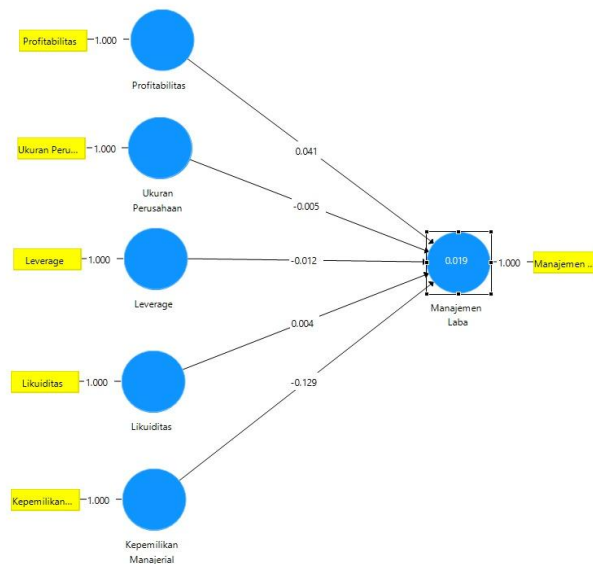 Profitabilitas
1.000
Profitabilitas
0.041
Ukuran Peru...
1.000
Ukuran
Perusahaan
-0.005
Leverage
1.000
Leverage
-0.012
0.019
1.000
Manajemen ..
Manajemen
Laba
Likuiditas
1.000
Likuiditas
0.004
Kepemilikan...
1.000
Kepemilikan
Manajerial
-0.129